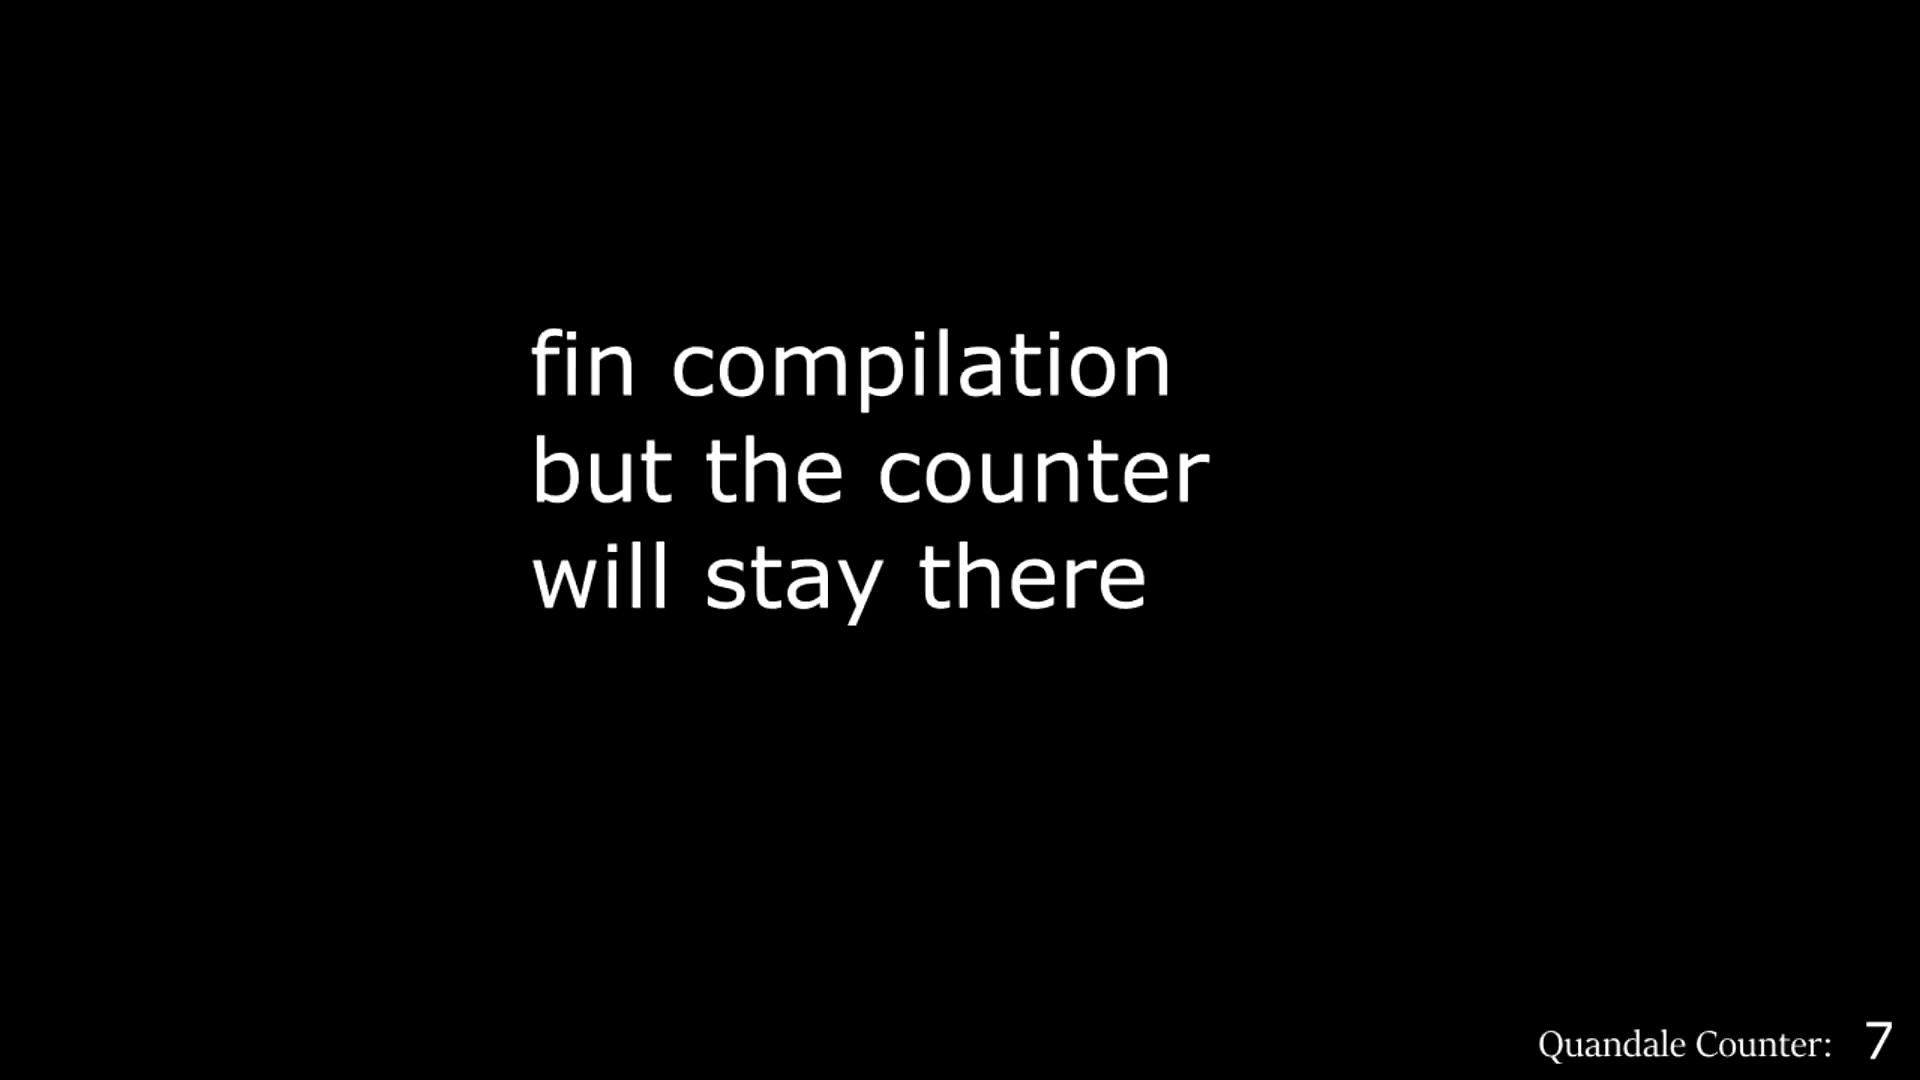 fin compilation
but the counter
will stay there
Quandale Counter: 7